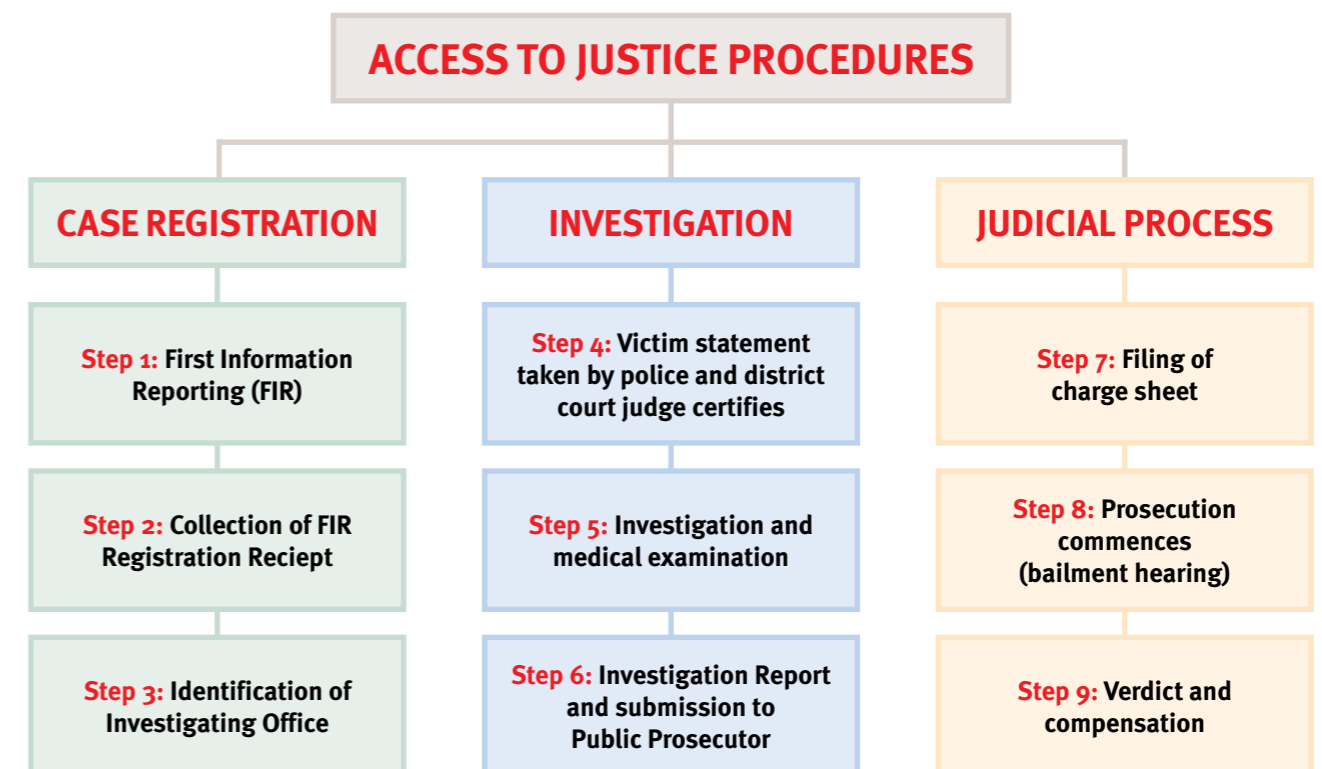 ACCESS TO JUSTICE PROCEDURES
CASE REGISTRATION
Step 1: First Information
Reporting (FIR)
Step 2: Collection of FIR
Registration Reciept
Step 3: Identification of
Investigating Office
INVESTIGATION
Step 4: Victim statement
taken by police and district
court judge certifies
Step 5: Investigation and
medical examination
Step 6: Investigation Report
and submission to
Public Prosecutor
JUDICIAL PROCESS
Step 7: Filing of
charge sheet
Step 8: Prosecution
commences
(bailment hearing)
Step 9: Verdict and
compensation